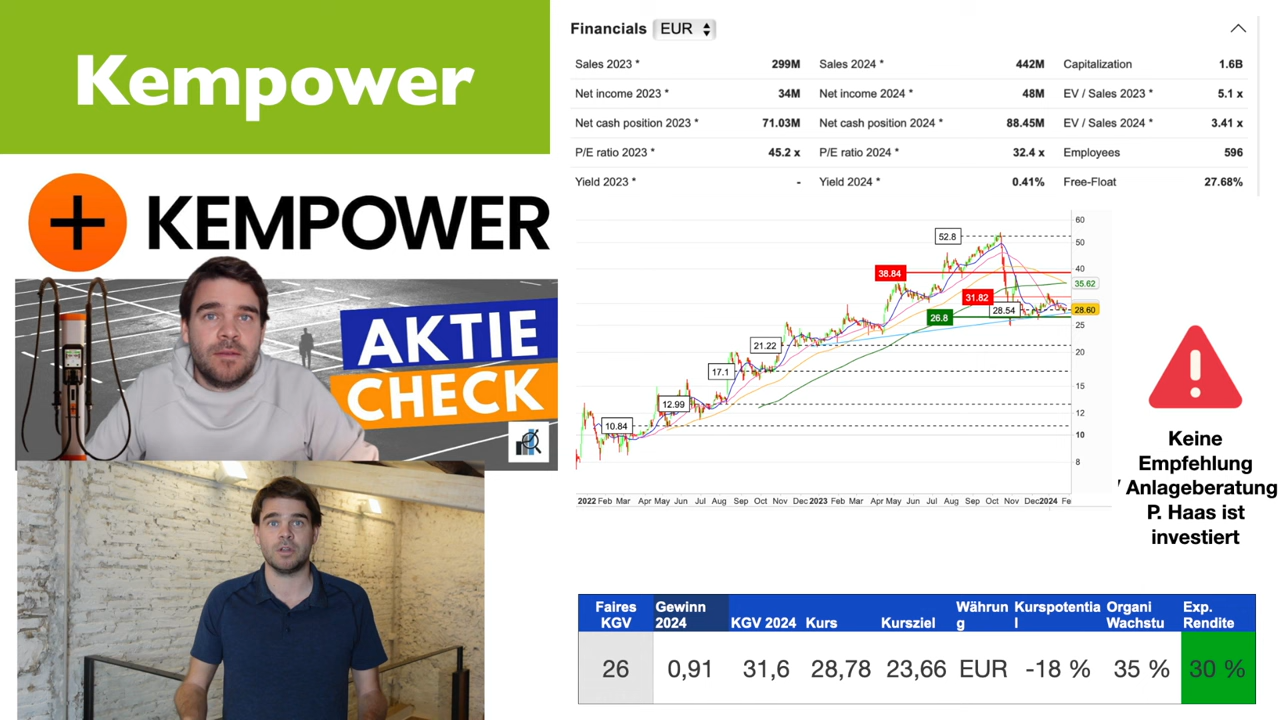 Kempower
KEMPOWER
AKTIE
CHECK
Financials EUR
Sales 2023 * 299M Sales 2024 * 442M Capitalization 1.6B
Net income 2023 * 34M Net income 2024 * 48M EV / Sales 2023 * 5.1 x
Net cash position 2023 * 71.03M Net cash position 2024 * 88.45M EV / Sales 2024 * 3.41 x
P/E ratio 2023 * 45.2 x P/E ratio 2024 * 32.4 x Employees 596
Yield 2023 * - Yield 2024 * 0.41% Free-Float 27.68%
60
52.8
50
40
38.84
35.62
31.82
28.54
28.60
26.8
25
21.22
20
17.1
15
12.99
12
10.84
10
8
2022 Feb Mar Apr May Jun Jul Aug Sep Oct Nov Dec 2023 Feb Mar Apr May Jun Jul Aug Sep Oct Nov Dec 2024 Fe
Keine
Empfehlung
/ Anlageberatung
P. Haas ist
investiert
Faires Gewinn Währun Kurspotentia Organi Exp.
KGV 2024 KGV 2024 Kurs Kursziel g l Wachstu Rendite
26 0,91 31,6 28,78 23,66 EUR -18 % 35 % 30 %